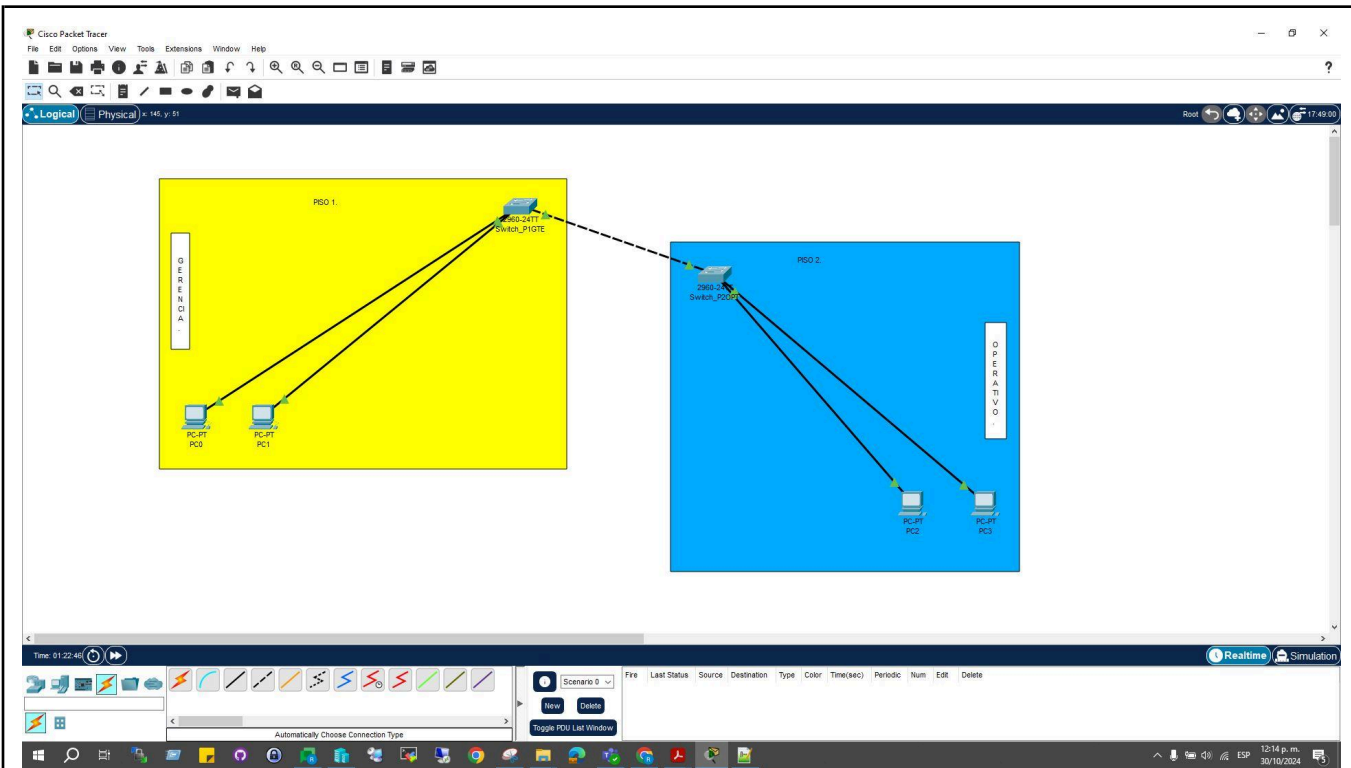 Cisco Packet Tracer
File Edit Options View Tools Extensions Window Help
?
Logical Physical x: 145, y: 51 Root 17:49:00
PISO 1.
2960-24TT
Switch_P1GTE
G
E
R
E
N
CI
A
.
PC-PT
PC0
PC-PT
PC1
PISO 2.
2960-24TT
Switch_P2OPT
O
P
E
R
A
TI
V
O
.
PC-PT
PC2
PC-PT
PC3
Time: 01:22:46 Realtime Simulation
Scenario 0
New Delete
Toggle PDU List Window
Fire Last Status Source Destination Type Color Time(sec) Periodic Num Edit Delete
Automatically Choose Connection Type
ESP 12:14 p. m.
30/10/2024